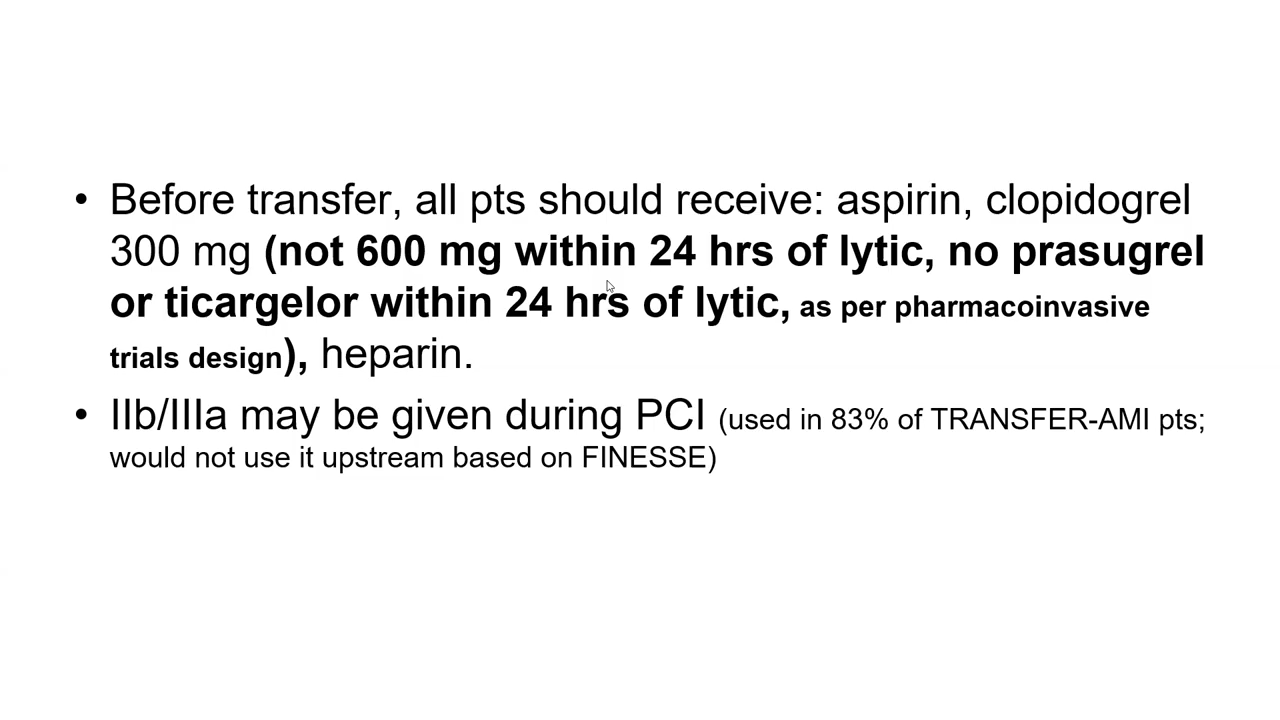 • Before transfer, all pts should receive: aspirin, clopidogrel
300 mg (not 600 mg within 24 hrs of lytic, no prasugrel
or ticargelor within 24 hrs of lytic, as per pharmacoinvasive
trials design), heparin.
• IIb/IIIa may be given during PCI (used in 83% of TRANSFER-AMI pts;
would not use it upstream based on FINESSE)